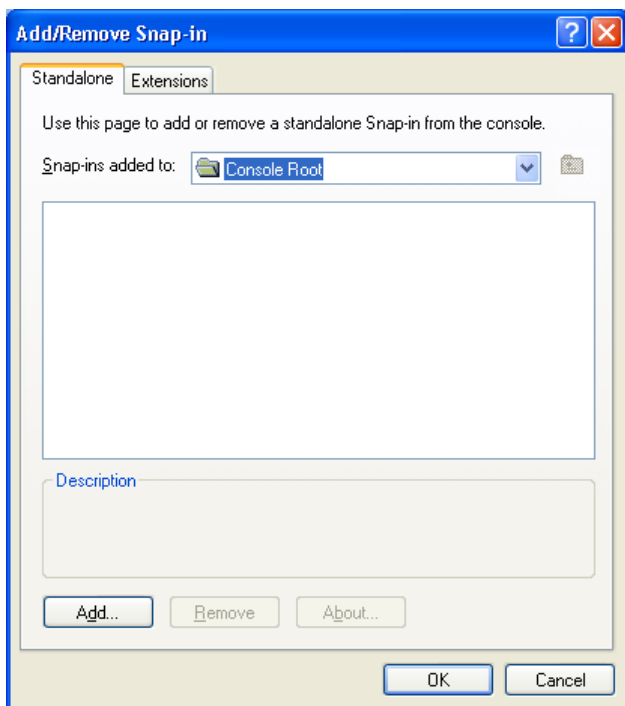 Add/Remove Snap-in
Standalone Extensions
Use this page to add or remove a standalone Snap-in from the console.
Snap-ins added to: Console Root
Description
Add... Remove About...
OK Cancel